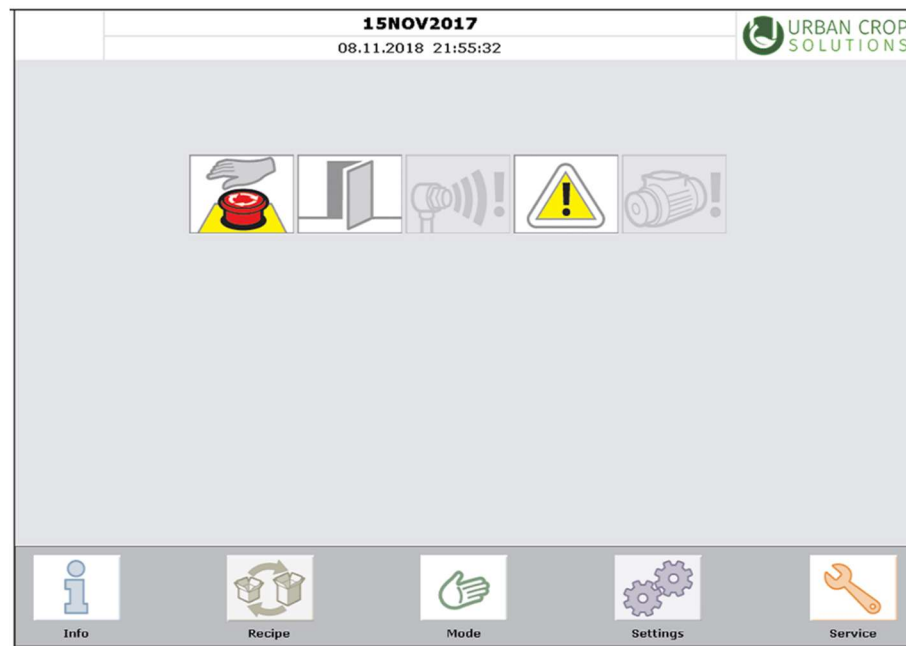 15NOV2017
08.11.2018 21:55:32
URBAN CROP
SOLUTIONS
Info
Recipe
Mode
Settings
Service